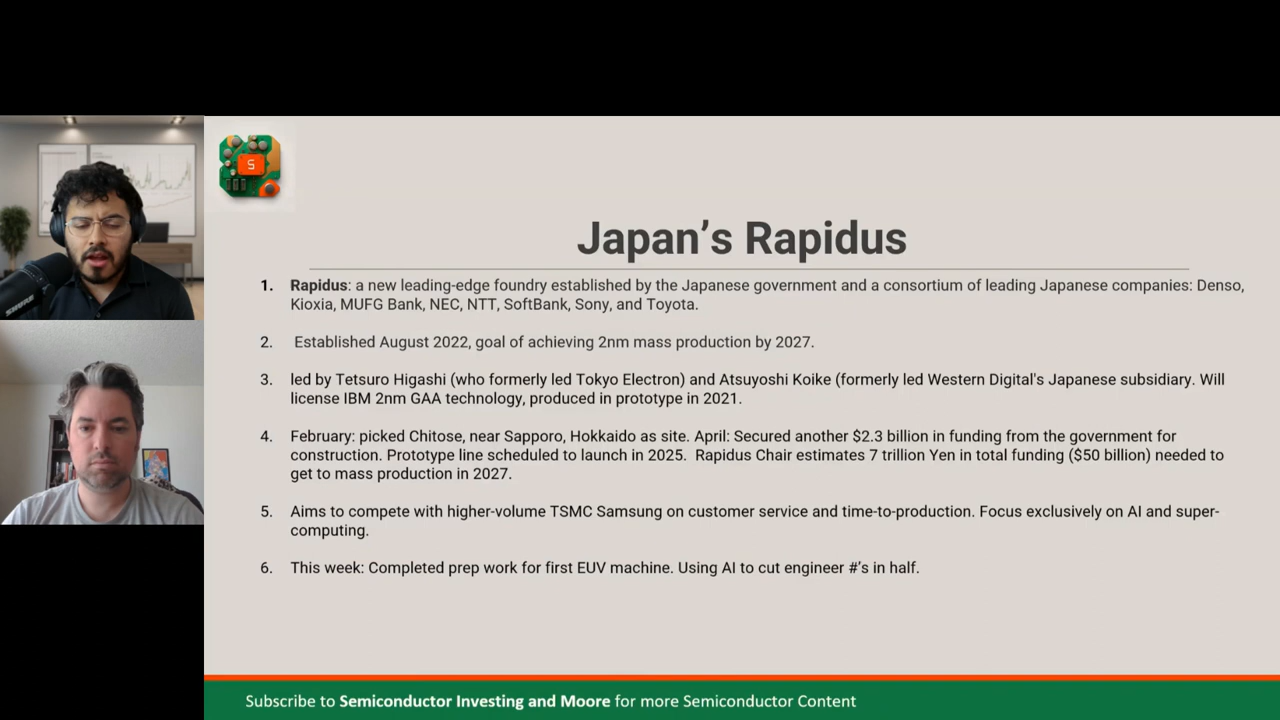 S
Japan's Rapidus
1. Rapidus: a new leading-edge foundry established by the Japanese government and a consortium of leading Japanese companies: Denso,
Kioxia, MUFG Bank, NEC, NTT, SoftBank, Sony, and Toyota.
2. Established August 2022, goal of achieving 2nm mass production by 2027.
3. led by Tetsuro Higashi (who formerly led Tokyo Electron) and Atsuyoshi Koike (formerly led Western Digital's Japanese subsidiary. Will
license IBM 2nm GAA technology, produced in prototype in 2021.
4. February: picked Chitose, near Sapporo, Hokkaido as site. April: Secured another $2.3 billion in funding from the government for
construction. Prototype line scheduled to launch in 2025. Rapidus Chair estimates 7 trillion Yen in total funding ($50 billion) needed to
get to mass production in 2027.
5. Aims to compete with higher-volume TSMC Samsung on customer service and time-to-production. Focus exclusively on AI and super-
computing.
6. This week: Completed prep work for first EUV machine. Using AI to cut engineer #'s in half.
SHURE
Subscribe to Semiconductor Investing and Moore for more Semiconductor Content